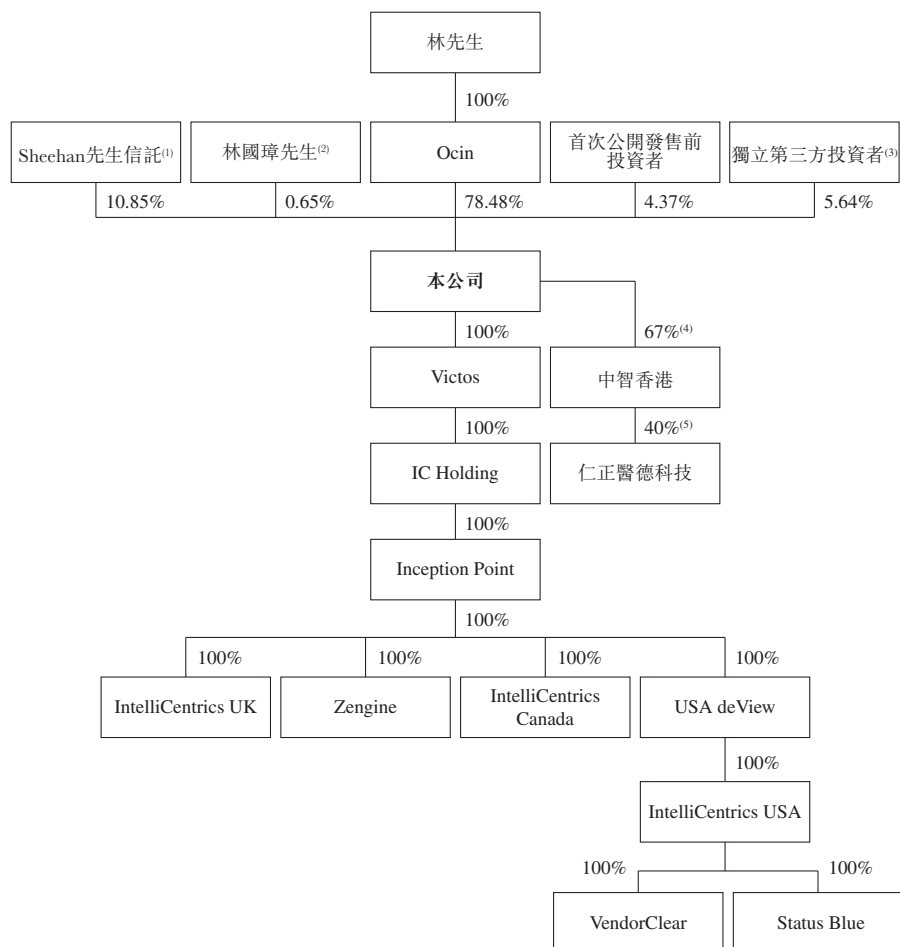 林先生
100%
Sheehan先生信託(1)
林國璋先生(2)
Ocin
首次公開發售前
投資者
獨立第三方投資者(3)
10.85%
0.65%
78.48%
4.37%
5.64%
本公司
100%
67%(4)
Victos
中智香港
100%
40%(5)
IC Holding
仁正醫德科技
100%
Inception Point
100%
100%
100%
100%
100%
IntelliCentrics UK
Zengine
IntelliCentrics
Canada
USA deView
100%
IntelliCentrics USA
100%
100%
VendorClear
Status Blue